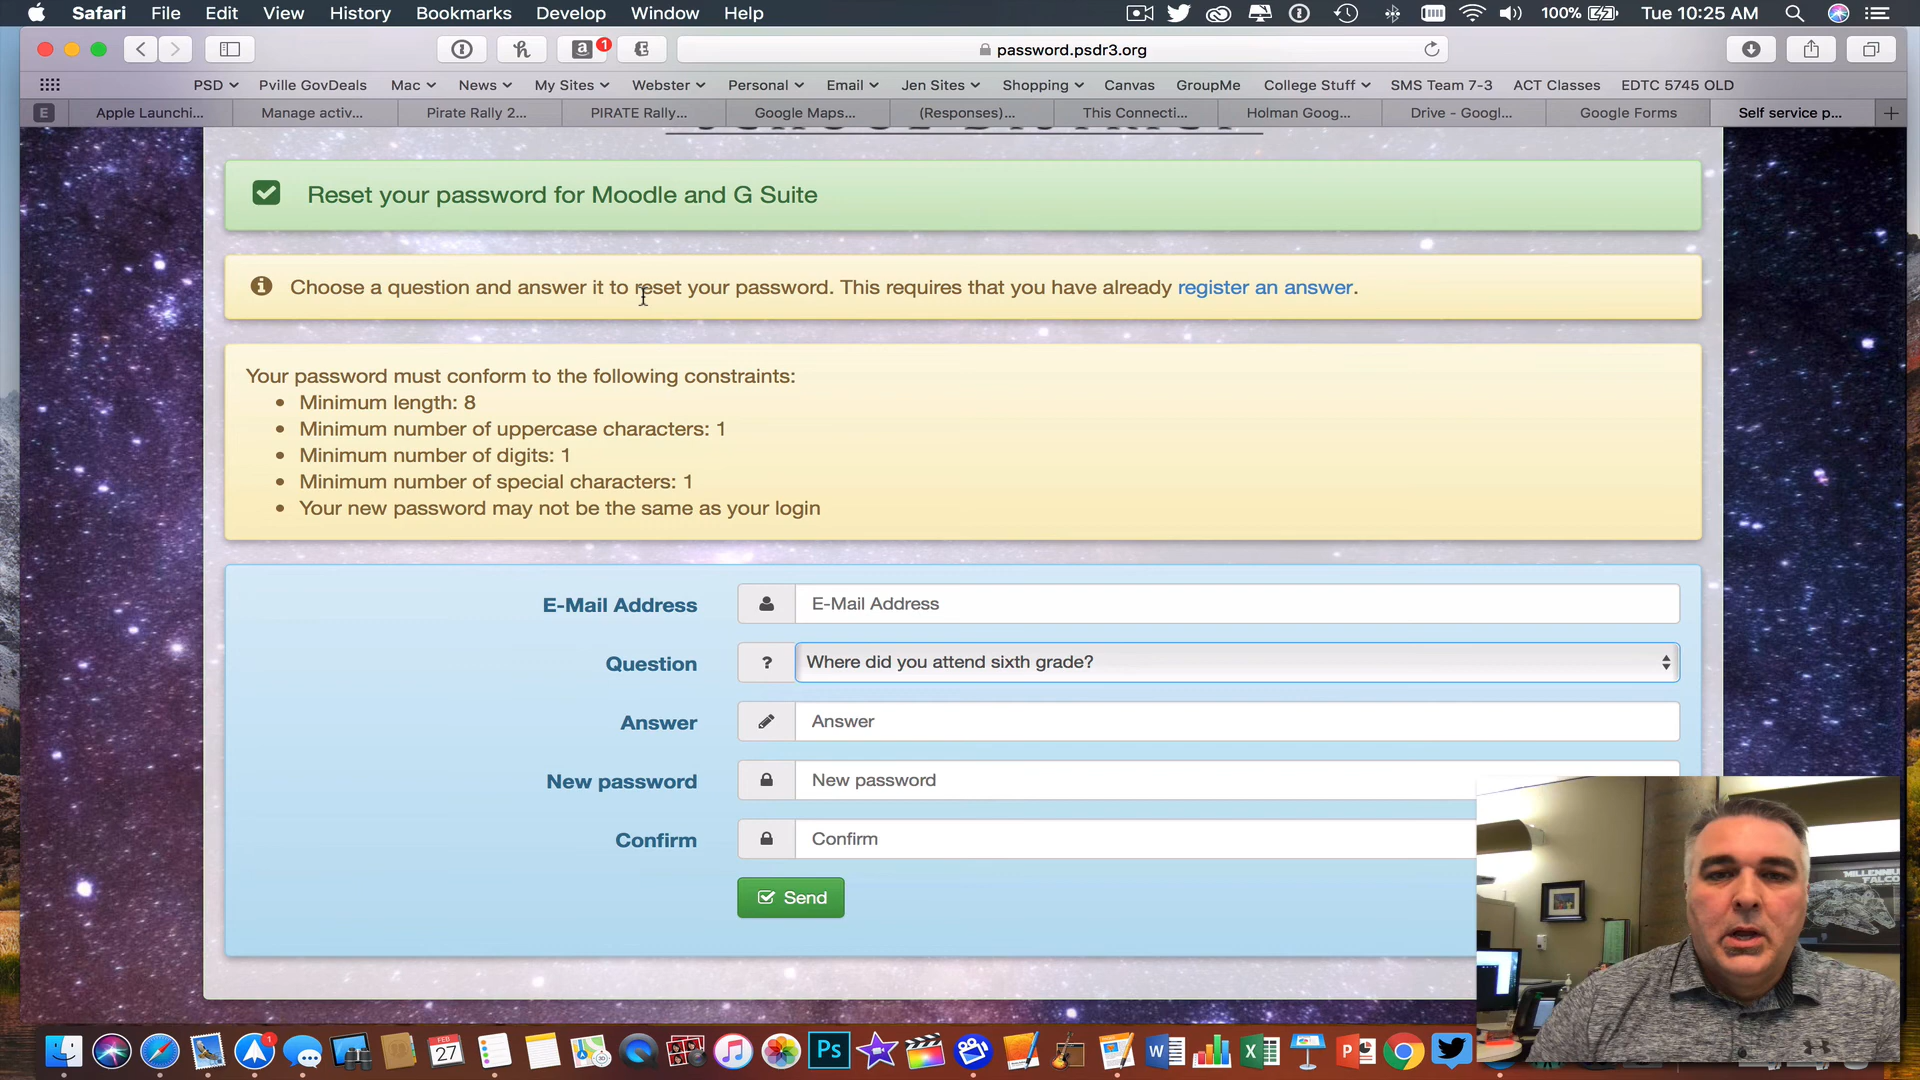 Safari File Edit View History Bookmarks Develop Window Help 100% Tue 10:25 AM
1 password.psdr3.org
PSD Pville GovDeals Mac News My Sites Webster Personal Email Jen Sites Shopping Canvas GroupMe College Stuff SMS Team 7-3 ACT Classes EDTC 5745 OLD
E Apple Launchi... Manage activ... Pirate Rally 2... PIRATE Rally... Google Maps... (Responses)... This Connecti... Holman Goog... Drive - Googl... Google Forms Self service p...
Reset your password for Moodle and G Suite
Choose a question and answer it to reset your password. This requires that you have already register an answer.
Your password must conform to the following constraints:
• Minimum length: 8
• Minimum number of uppercase characters: 1
• Minimum number of digits: 1
• Minimum number of special characters: 1
• Your new password may not be the same as your login
E-Mail Address E-Mail Address
Question ? Where did you attend sixth grade?
Answer Answer
New password New password
Confirm Confirm
Send
MILLENNIUM
FALCO
FEB
27
1
Ps
W
X
P